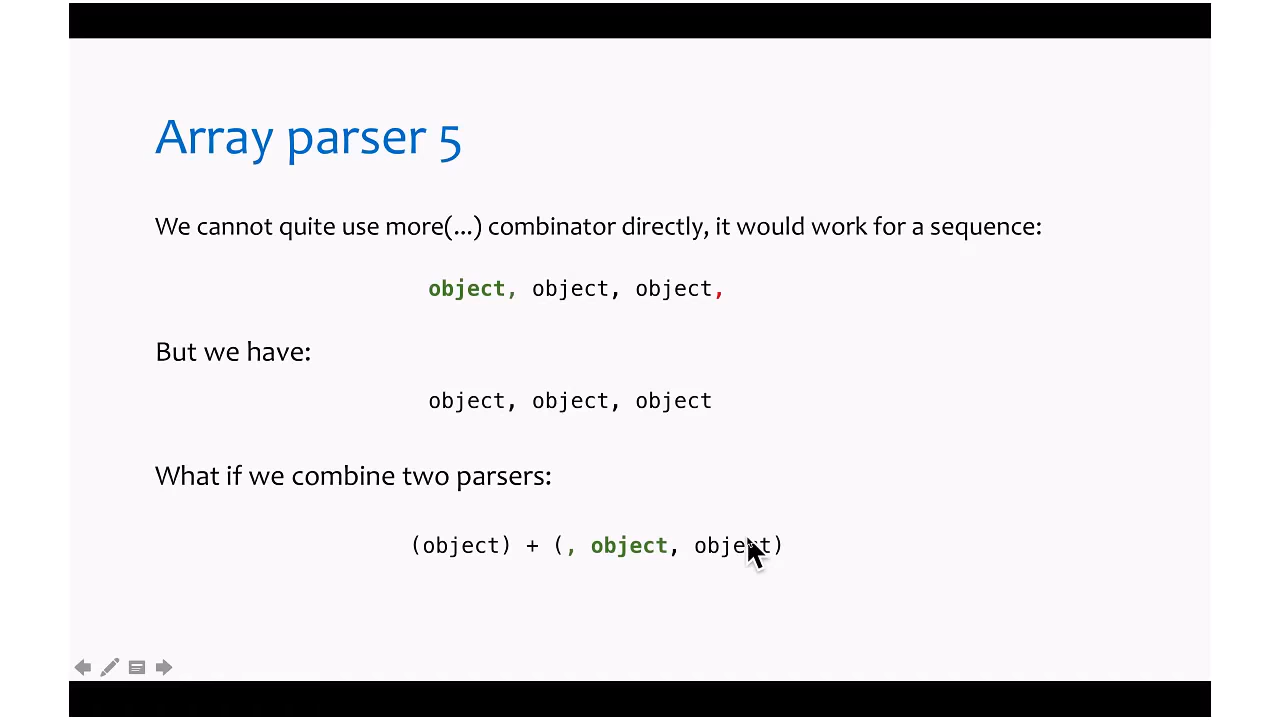 Array parser 5
We cannot quite use more(...) combinator directly, it would work for a sequence:
object, object, object,
But we have:
object, object, object
What if we combine two parsers:
(object) + (, object, object)